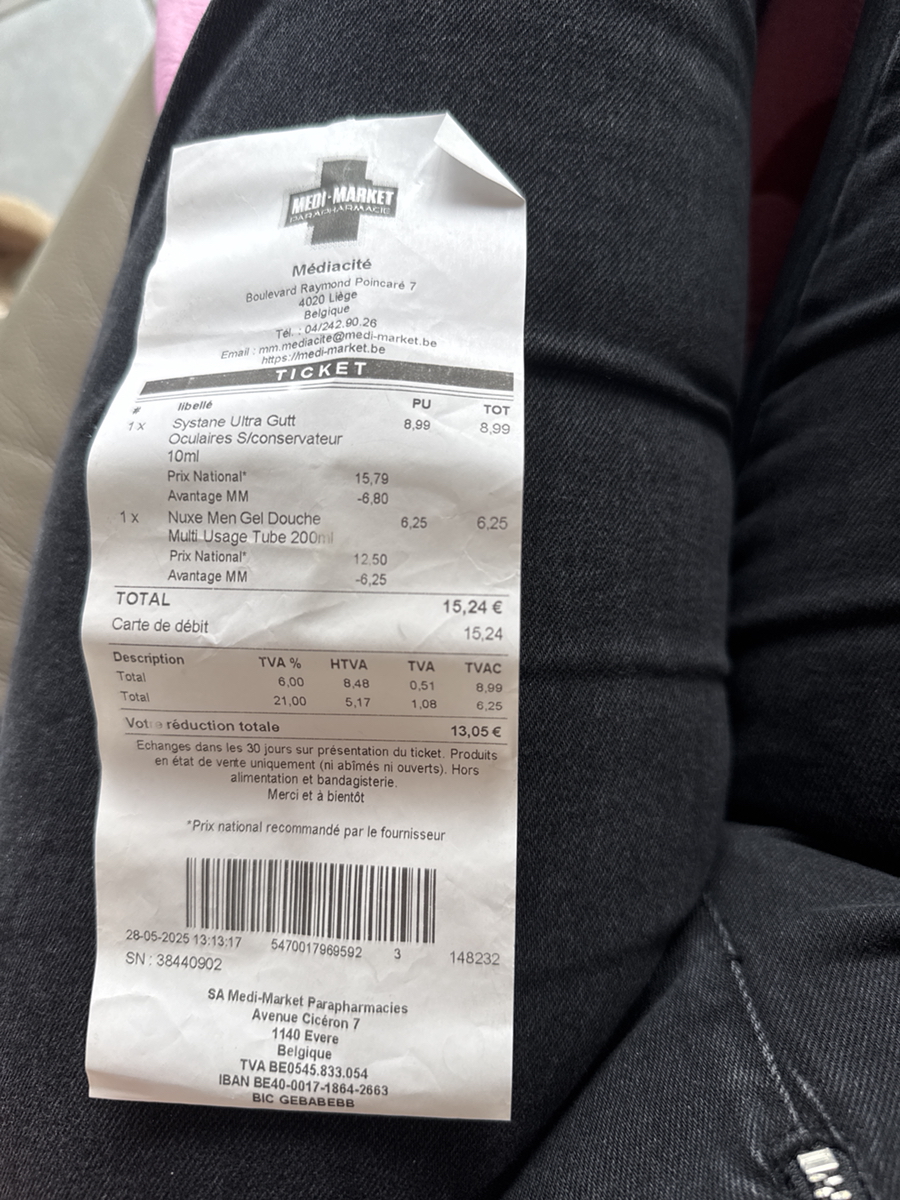 MEDI-MARKET
PARAPHARMACIE
Médiacité
Boulevard Raymond Poincaré 7
4020 Liège
Belgique
Tél. : 04/242.90.26
Email : mm.mediacite@medi-market.be
https://medi-market.be
TICKET
# libellé PU TOT
1 x Systane Ultra Gutt 8,99 8,99
Oculaires S/conservateur
10ml
Prix National* 15,79
Avantage MM -6,80
1 x Nuxe Men Gel Douche 6,25 6,25
Multi Usage Tube 200ml
Prix National* 12,50
Avantage MM -6,25
TOTAL 15,24 €
Carte de débit 15,24
Description TVA % HTVA TVA TVAC
Total 6,00 8,48 0,51 8,99
Total 21,00 5,17 1,08 6,25
Votre réduction totale 13,05 €
Echanges dans les 30 jours sur présentation du ticket. Produits
en état de vente uniquement (ni abîmés ni ouverts). Hors
alimentation et bandagisterie.
Merci et à bientôt
*Prix national recommandé par le fournisseur
28-05-2025 13:13:17 5470017969592 3 148232
SN : 38440902
SA Medi-Market Parapharmacies
Avenue Cicéron 7
1140 Evere
Belgique
TVA BE0545.833.054
IBAN BE40-0017-1864-2663
BIC GEBABEBB